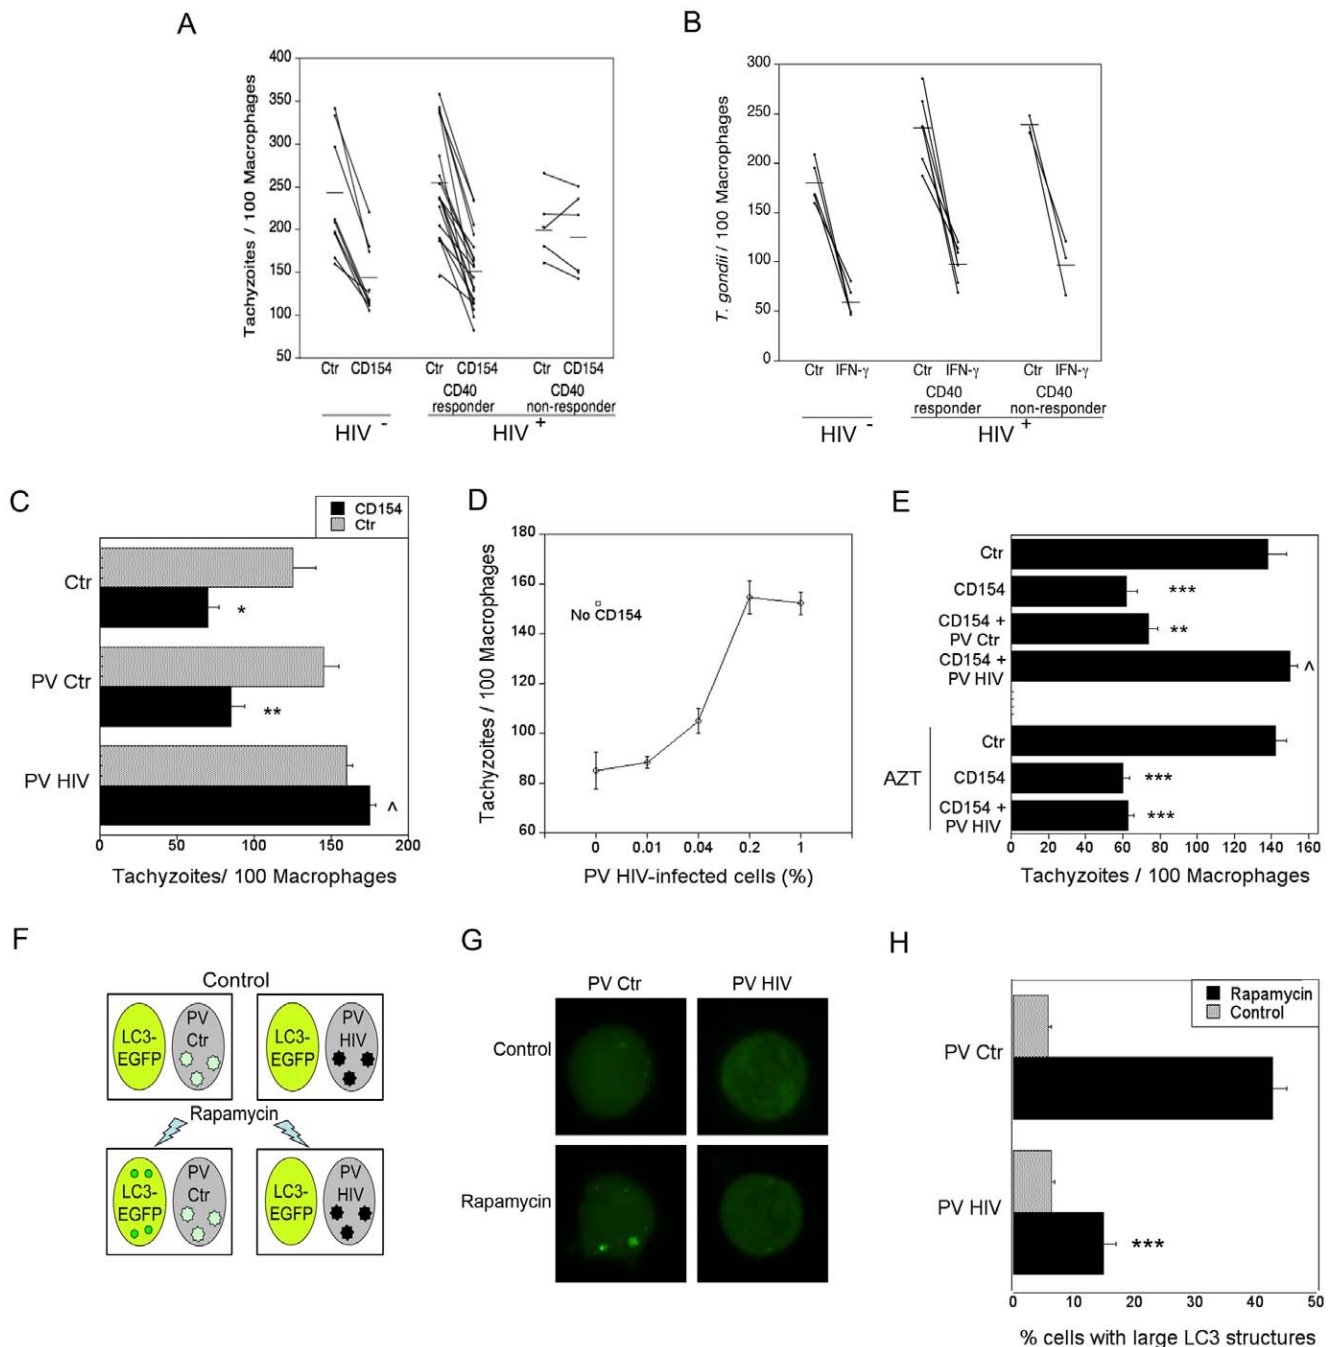 A
Tachyzoites / 100 Macrophages
400
350
300
250
200
150
100
50
Ctr CD154 Ctr CD154 Ctr CD154
CD40 responder
CD40 non-responder
HIV -
HIV +
B
T. gondii / 100 Macrophages
300
250
200
150
100
50
0
Ctr IFN-γ Ctr IFN-γ Ctr IFN-γ
CD40 responder
CD40 non-responder
HIV -
HIV +
C
CD154
Ctr
Ctr
*
PV Ctr
**
PV HIV
^
0 50 100 150 200
Tachyzoites/ 100 Macrophages
D
Tachyzoites / 100 Macrophages
180
160
140
120
100
80
60
No CD154
0 0.01 0.04 0.2 1
PV HIV-infected cells (%)
E
Ctr
CD154 ***
CD154 + PV Ctr **
CD154 + PV HIV ^
AZT
Ctr
CD154 ***
CD154 + PV HIV ***
0 20 40 60 80 100 120 140 160
Tachyzoites / 100 Macrophages
F
Control
LC3-EGFP
PV Ctr
LC3-EGFP
PV HIV
Rapamycin
LC3-EGFP
PV Ctr
LC3-EGFP
PV HIV
G
PV Ctr PV HIV
Control
Rapamycin
H
Rapamycin
Control
PV Ctr
PV HIV
***
0 10 20 30 40 50
% cells with large LC3 structures